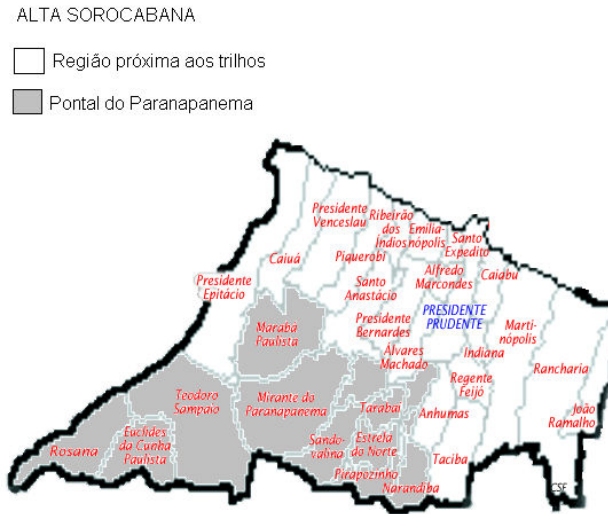 ALTA SOROCABANA
Região próxima aos trilhos
Pontal do Paranapanema
Presidente
Venceslau
Ribeirão
dos
Índios
Emilia-
nópolis
Santo
Expedito
Caiuá
Piquerobi
Alfredo
Marcondes
Caiabu
Presidente
Epitácio
Santo
Anastácio
PRESIDENTE
PRUDENTE
Marabá
Paulista
Presidente
Bernardes
Marti-
nópolis
Álvares
Machado
Indiana
Rancharia
Regente
Feijó
Teodoro
Sampaio
Mirante do
Paranapanema
Tarabai
Anhumas
João
Ramalho
Rosana
Euclides
da Cunha
Paulista
Sando-
valina
Estrela
do Norte
Taciba
Pirapozinho
Narandiba
CSF